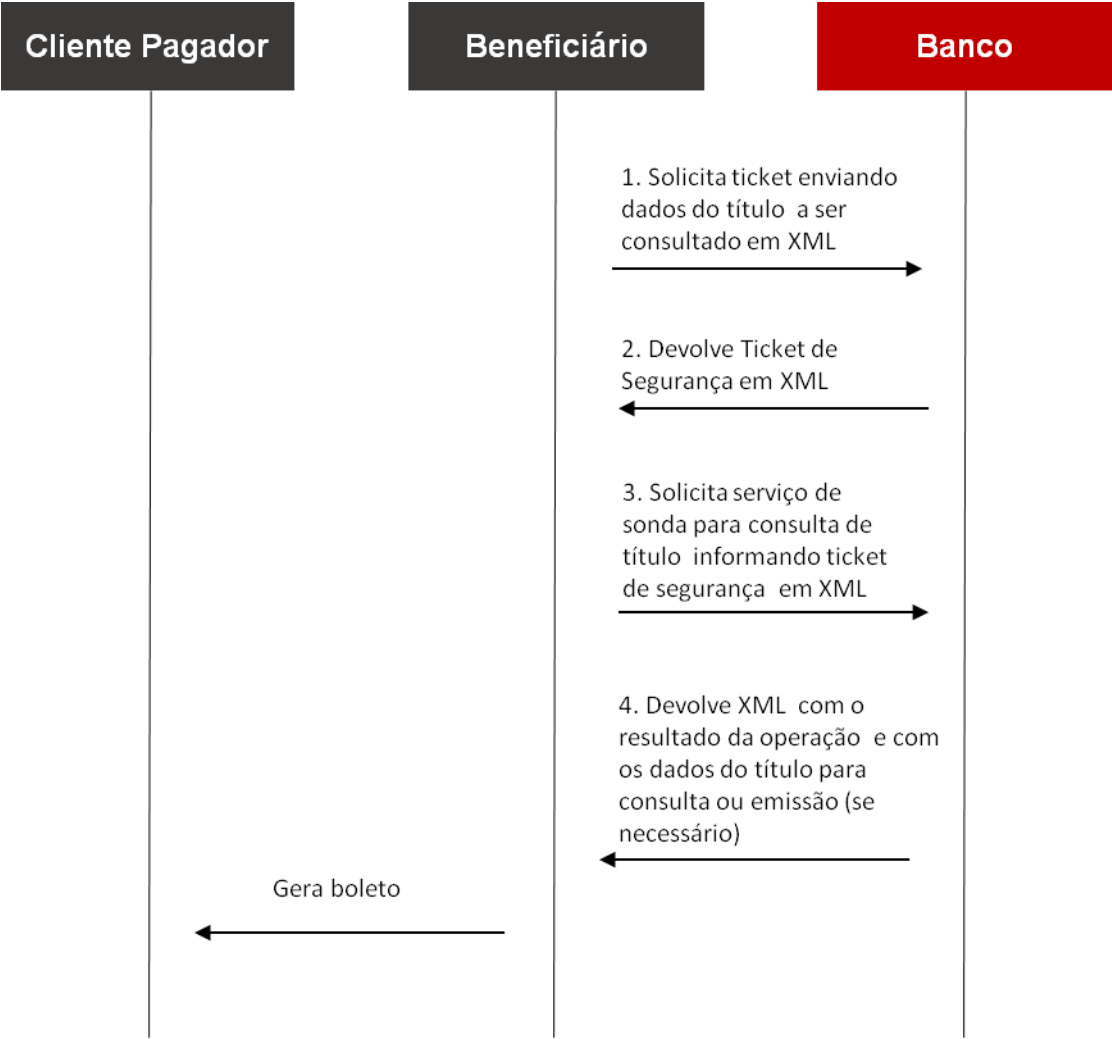 Cliente Pagador
Beneficiário
Banco
1. Solicita ticket enviando
dados do título a ser
consultado em XML
2. Devolve Ticket de
Segurança em XML
3. Solicita serviço de
sonda para consulta de
título informando ticket
de segurança em XML
4. Devolve XML com o
resultado da operação e com
os dados do título para
consulta ou emissão (se
necessário)
Gera boleto